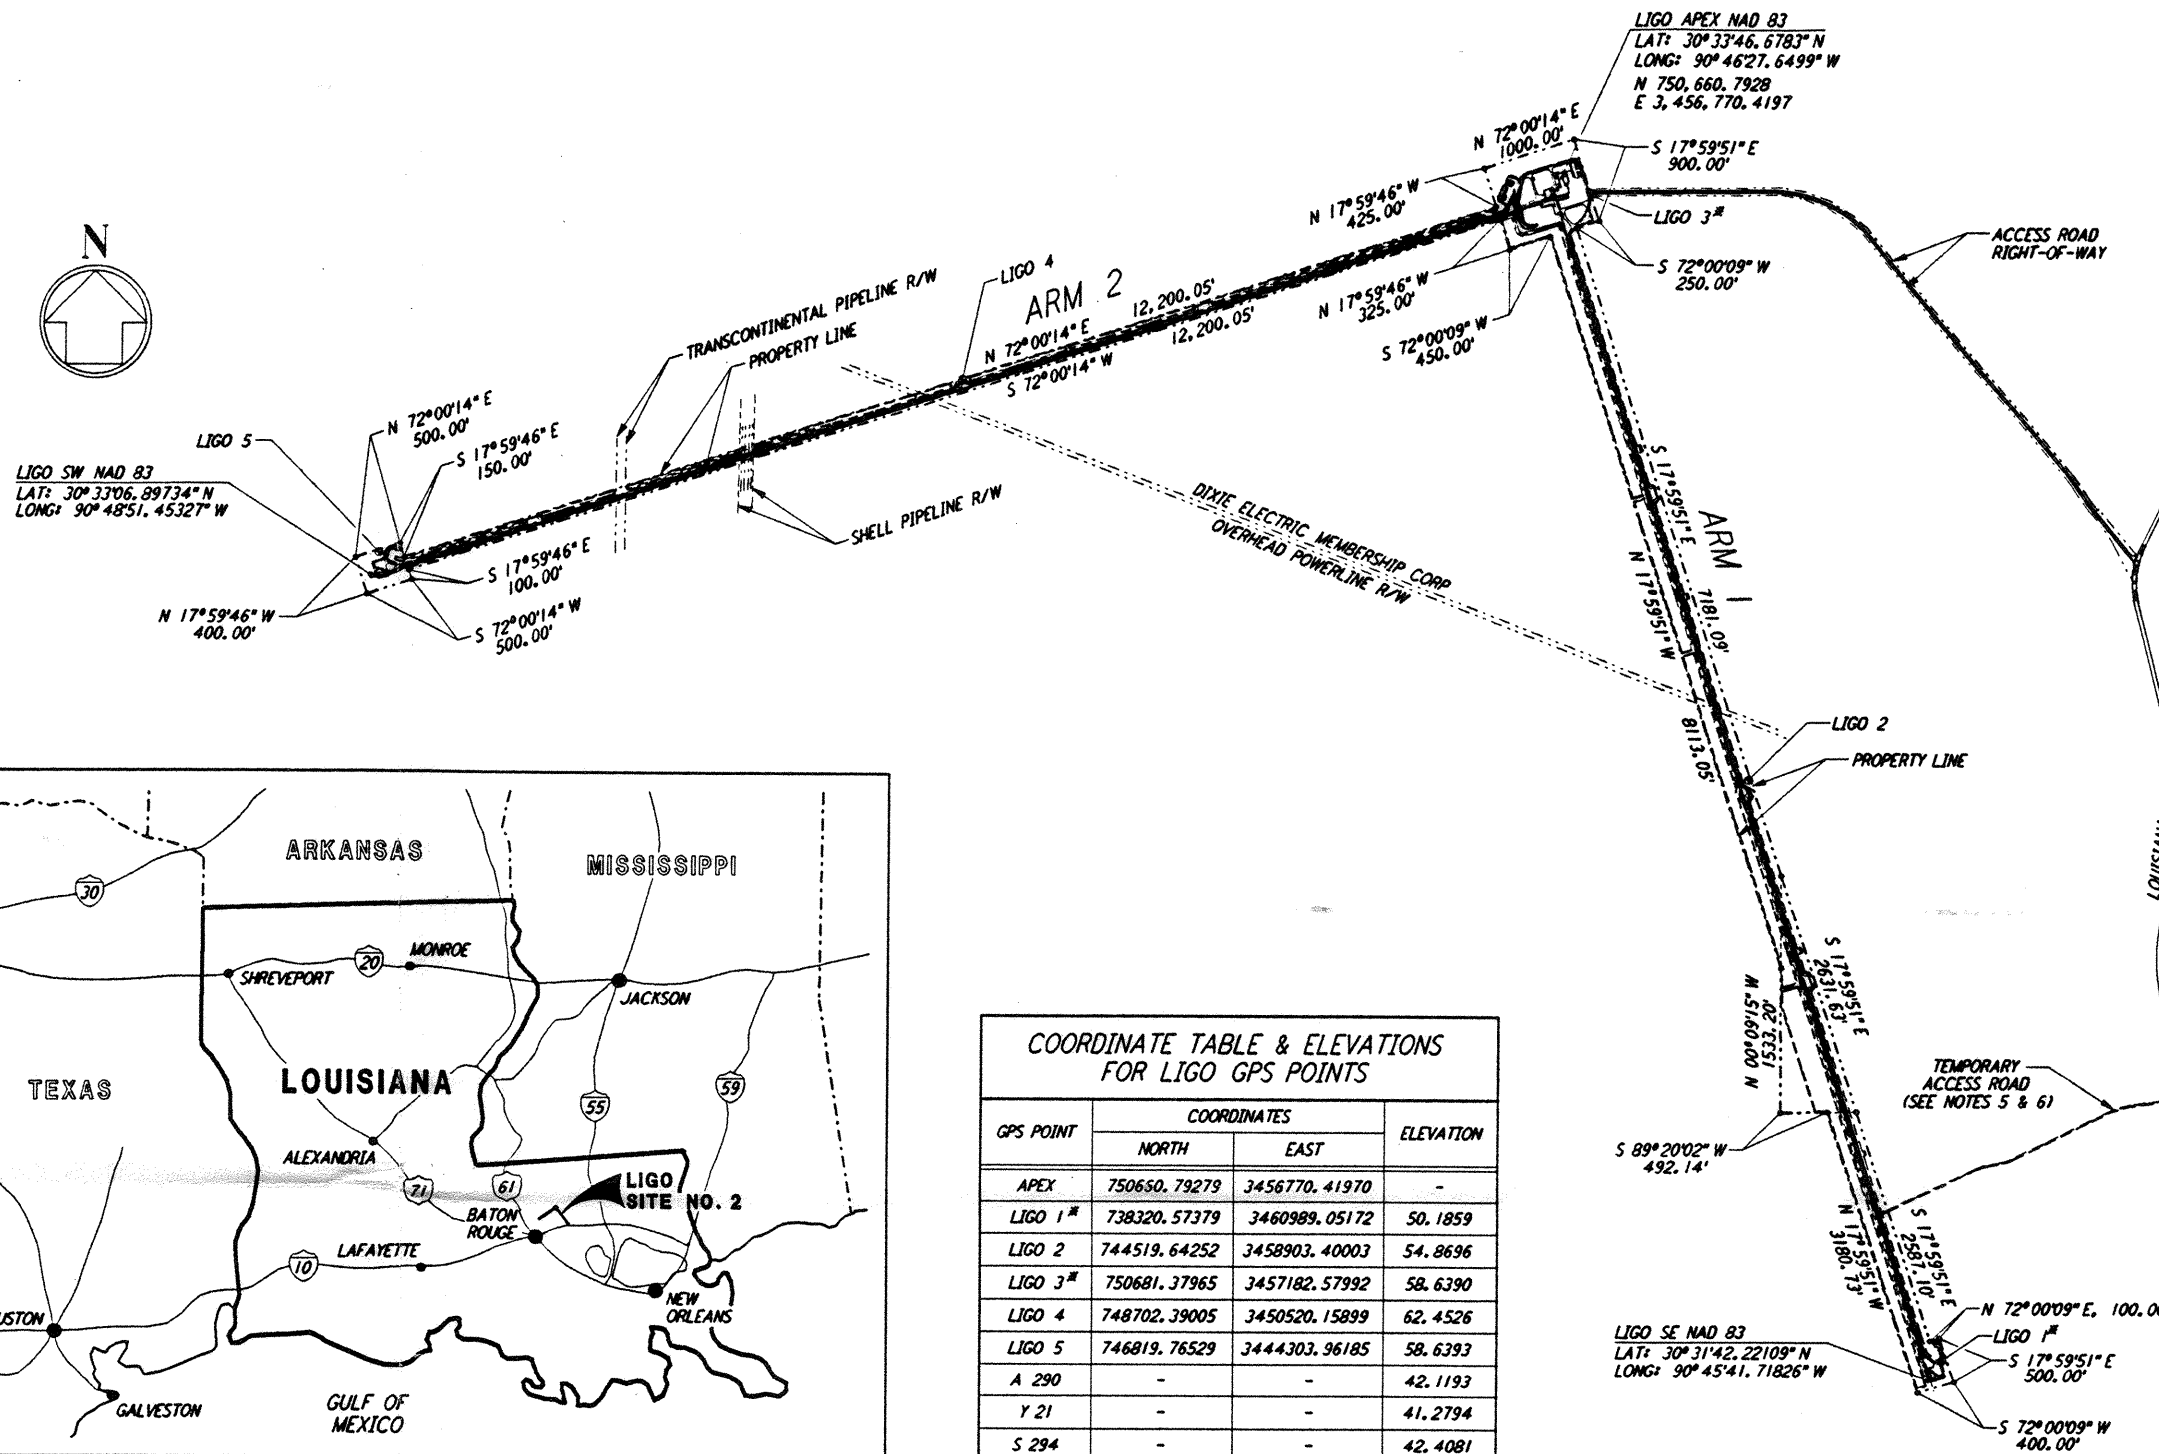 LIGO APEX NAD 83
LAT: 30°33'46.6783" N
LONG: 90°46'27.6499" W
N 750,660.7928
E 3,456,770.4197
N 72°00'14" E
1000.00'
S 17°59'51" E
900.00'
N 17°59'46" W
425.00'
LIGO 3*
ACCESS ROAD
RIGHT-OF-WAY
S 72°00'09" W
250.00'
N 17°59'46" W
325.00'
S 72°00'09" W
450.00'
N
LIGO 4
ARM 2
12,200.05'
12,200.05'
N 72°00'14" E
S 72°00'14" W
TRANSCONTINENTAL PIPELINE R/W
PROPERTY LINE
N 72°00'14" E
500.00'
S 17°59'46" E
150.00'
LIGO 5
LIGO SW NAD 83
LAT: 30°33'06.89734" N
LONG: 90°48'51.45327" W
SHELL PIPELINE R/W
S 17°59'46" E
100.00'
N 17°59'46" W
400.00'
S 72°00'14" W
500.00'
DIXIE ELECTRIC MEMBERSHIP CORP
OVERHEAD POWERLINE R/W
S 17°59'51" E
7181.09'
ARM 1
N 17°59'51" W
8113.05'
LIGO 2
PROPERTY LINE
S 17°59'51" E
2631.63'
N 00°09'15" W
1533.20'
TEMPORARY
ACCESS ROAD
(SEE NOTES 5 & 6)
S 89°20'02" W
492.14'
S 17°59'51" E
2587.10'
N 17°59'51" W
3180.73'
N 72°00'09" E, 100.0
LIGO 1*
S 17°59'51" E
500.00'
S 72°00'09" W
400.00'
LIGO SE NAD 83
LAT: 30°31'42.22109" N
LONG: 90°45'41.71826" W
ARKANSAS
MISSISSIPPI
30
MONROE
20
SHREVEPORT
JACKSON
TEXAS
LOUISIANA
55
59
ALEXANDRIA
71
61
LIGO
SITE NO. 2
BATON
ROUGE
LAFAYETTE
10
NEW
ORLEANS
USTON
GALVESTON
GULF OF
MEXICO
COORDINATE TABLE & ELEVATIONS
FOR LIGO GPS POINTS
GPS POINT COORDINATES ELEVATION
NORTH EAST
APEX 750660.79279 3456770.41970 -
LIGO 1* 738320.57379 3460989.05172 50.1859
LIGO 2 744519.64252 3458903.40003 54.8696
LIGO 3* 750681.37965 3457182.57992 58.6390
LIGO 4 748702.39005 3450520.15899 62.4526
LIGO 5 746819.76529 3444303.96185 58.6393
A 290 - - 42.1193
Y 21 - - 41.2794
S 294 - - 42.4081